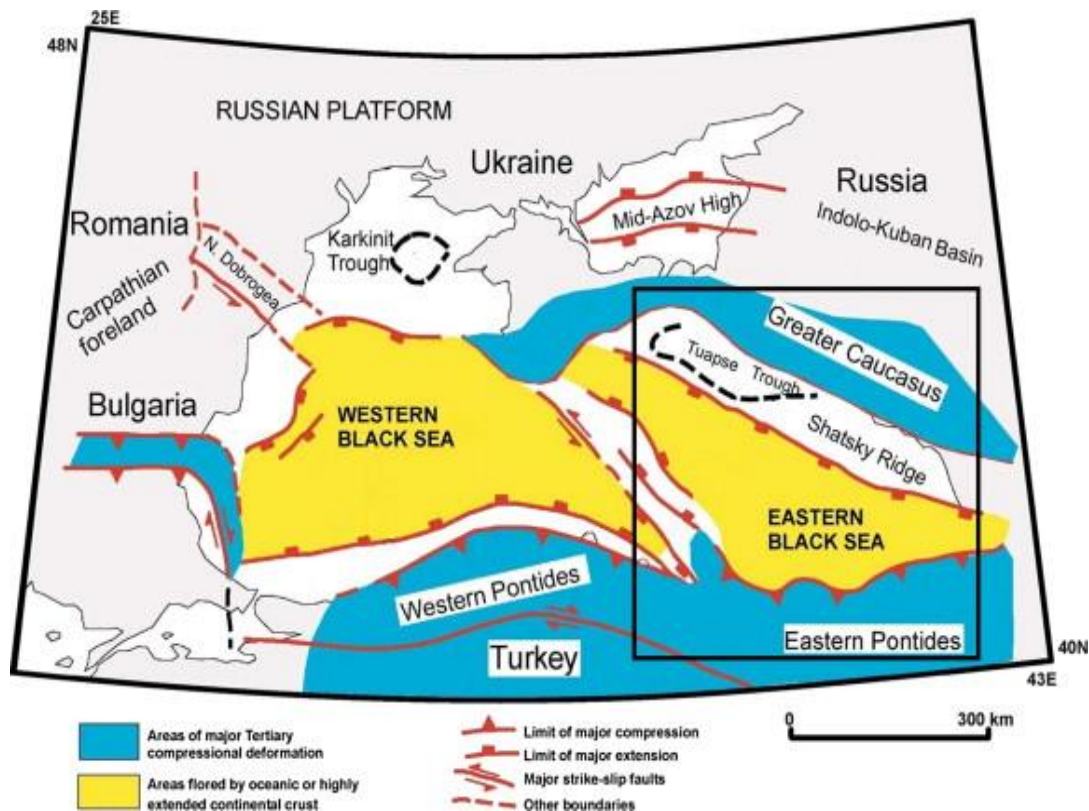 25E
48N
RUSSIAN PLATFORM
Ukraine
Russia
Mid-Azov High
Indolo-Kuban Basin
Romania
N. Dobrogea
Karkinit
Trough
Carpathian
foreland
Greater Caucasus
Tuapse Trough
Bulgaria
WESTERN
BLACK SEA
Shatsky Ridge
EASTERN
BLACK SEA
Western Pontides
Eastern Pontides
Turkey
40N
43E
0 300 km
Areas of major Tertiary
compressional deformation
Areas flored by oceanic or highly
extended continental crust
Limit of major compression
Limit of major extension
Major strike-slip faults
Other boundaries